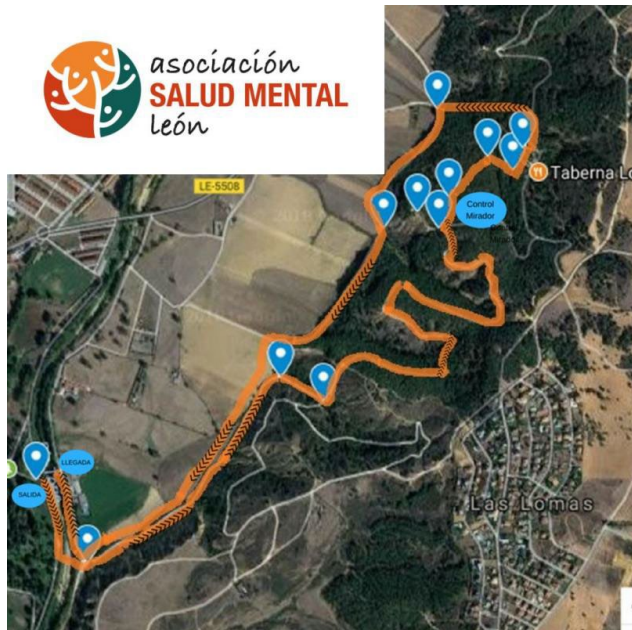 asociación
SALUD MENTAL
león
LE-5508
Taberna Lo
Control
Mirador
LLEGADA
SALIDA
Las Lomas